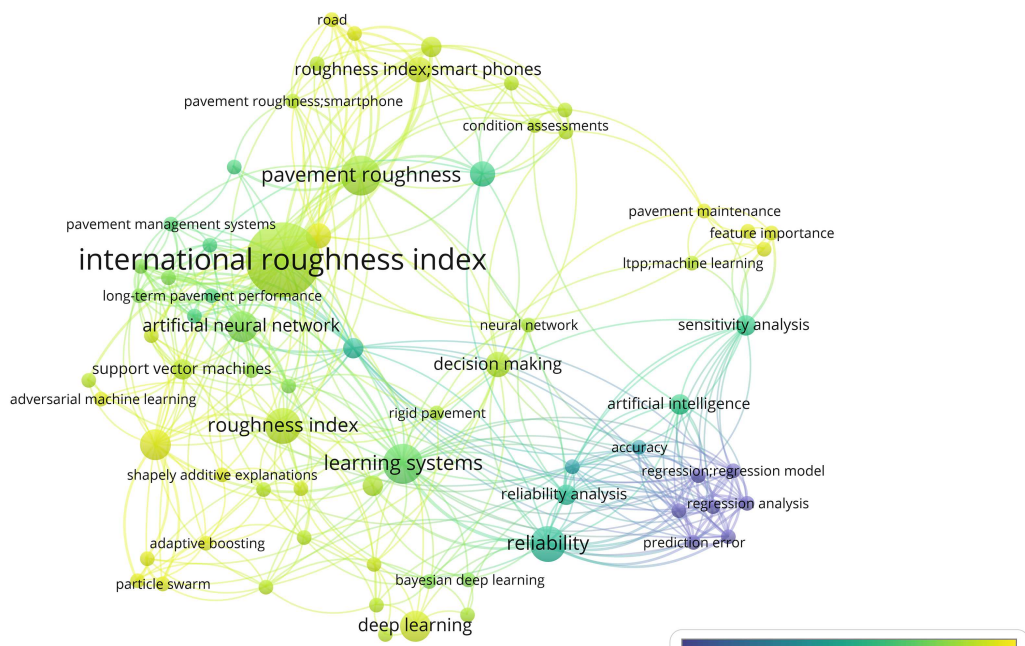 road
roughness index;smart phones
pavement roughness;smartphone
condition assessments
pavement roughness
pavement maintenance
pavement management systems
feature importance
international roughness index
ltpp;machine learning
long-term pavement performance
artificial neural network
neural network
sensitivity analysis
decision making
support vector machines
adversarial machine learning
artificial intelligence
rigid pavement
roughness index
accuracy
learning systems
regression;regression model
shapely additive explanations
reliability analysis
regression analysis
adaptive boosting
reliability
prediction error
particle swarm
bayesian deep learning
deep learning